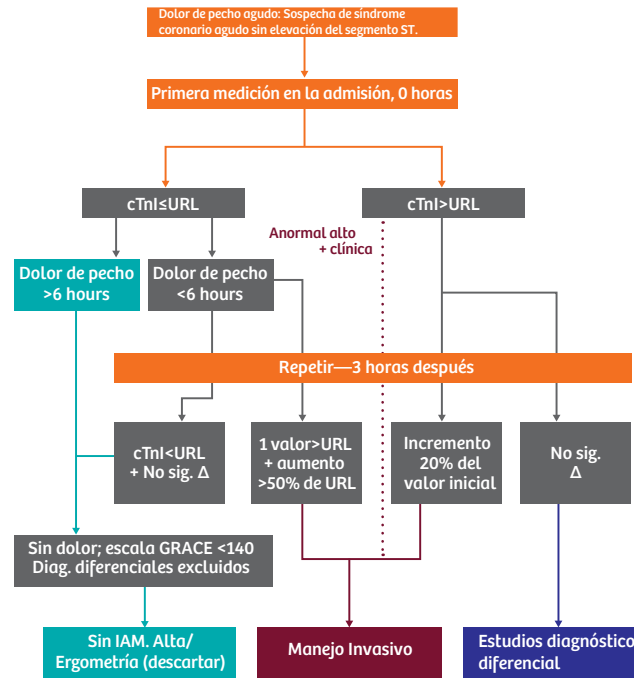 Dolor de pecho agudo: Sospecha de síndrome
coronario agudo sin elevación del segmento ST.
Primera medición en la admisión, 0 horas
cTnI≤URL
cTnI>URL
Anormal alto
+ clínica
Dolor de pecho
>6 hours
Dolor de pecho
<6 hours
Repetir—3 horas después
cTnI<URL
+ No sig. Δ
1 valor>URL
+ aumento
>50% de URL
Incremento
20% del
valor inicial
No sig.
Δ
Sin dolor; escala GRACE <140
Diag. diferenciales excluidos
Sin IAM. Alta/
Ergometría (descartar)
Manejo Invasivo
Estudios diagnóstico
diferencial